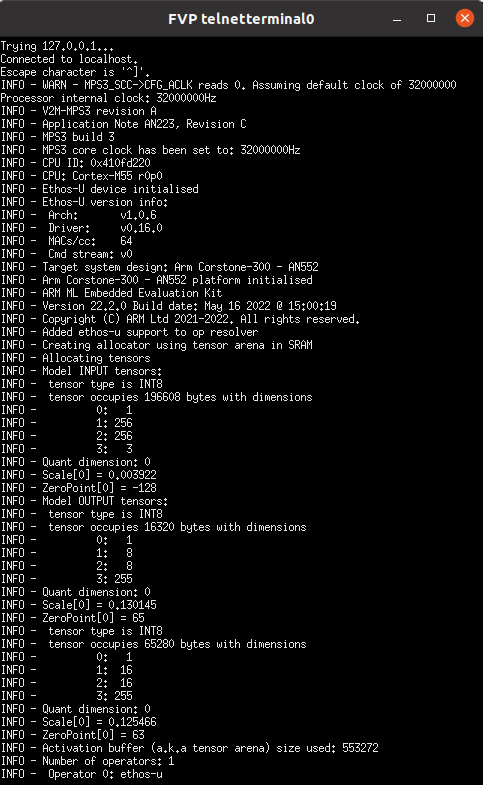 FVP telnetterminal0
Trying 127.0.0.1...
Connected to localhost.
Escape character is '^]'.
INFO - WARN - MPS3_SCC->CFG_ACLK reads 0. Assuming default clock of 32000000
Processor internal clock: 32000000Hz
INFO - V2M-MPS3 revision A
INFO - Application Note AN223, Revision C
INFO - MPS3 build 3
INFO - MPS3 core clock has been set to: 32000000Hz
INFO - CPU ID: 0x410fd220
INFO - CPU: Cortex-M55 r0p0
INFO - Ethos-U device initialised
INFO - Ethos-U version info:
INFO -  Arch:       v1.0.6
INFO -  Driver:     v0.16.0
INFO -  MACs/cc:    64
INFO -  Cmd stream: v0
INFO - Target system design: Arm Corstone-300 - AN552
INFO - Arm Corstone-300 - AN552 platform initialised
INFO - ARM ML Embedded Evaluation Kit
INFO - Version 22.2.0 Build date: May 16 2022 @ 15:00:19
INFO - Copyright (C) ARM Ltd 2021-2022. All rights reserved.
INFO - Added ethos-u support to op resolver
INFO - Creating allocator using tensor arena in SRAM
INFO - Allocating tensors
INFO - Model INPUT tensors:
INFO -  tensor type is INT8
INFO -  tensor occupies 196608 bytes with dimensions
INFO -          0:   1
INFO -          1: 256
INFO -          2: 256
INFO -          3:   3
INFO - Quant dimension: 0
INFO - Scale[0] = 0.003922
INFO - ZeroPoint[0] = -128
INFO - Model OUTPUT tensors:
INFO -  tensor type is INT8
INFO -  tensor occupies 16320 bytes with dimensions
INFO -          0:   1
INFO -          1:   8
INFO -          2:   8
INFO -          3: 255
INFO - Quant dimension: 0
INFO - Scale[0] = 0.130145
INFO - ZeroPoint[0] = 65
INFO -  tensor type is INT8
INFO -  tensor occupies 65280 bytes with dimensions
INFO -          0:   1
INFO -          1:  16
INFO -          2:  16
INFO -          3: 255
INFO - Quant dimension: 0
INFO - Scale[0] = 0.125466
INFO - ZeroPoint[0] = 63
INFO - Activation buffer (a.k.a tensor arena) size used: 553272
INFO - Number of operators: 1
INFO -  Operator 0: ethos-u